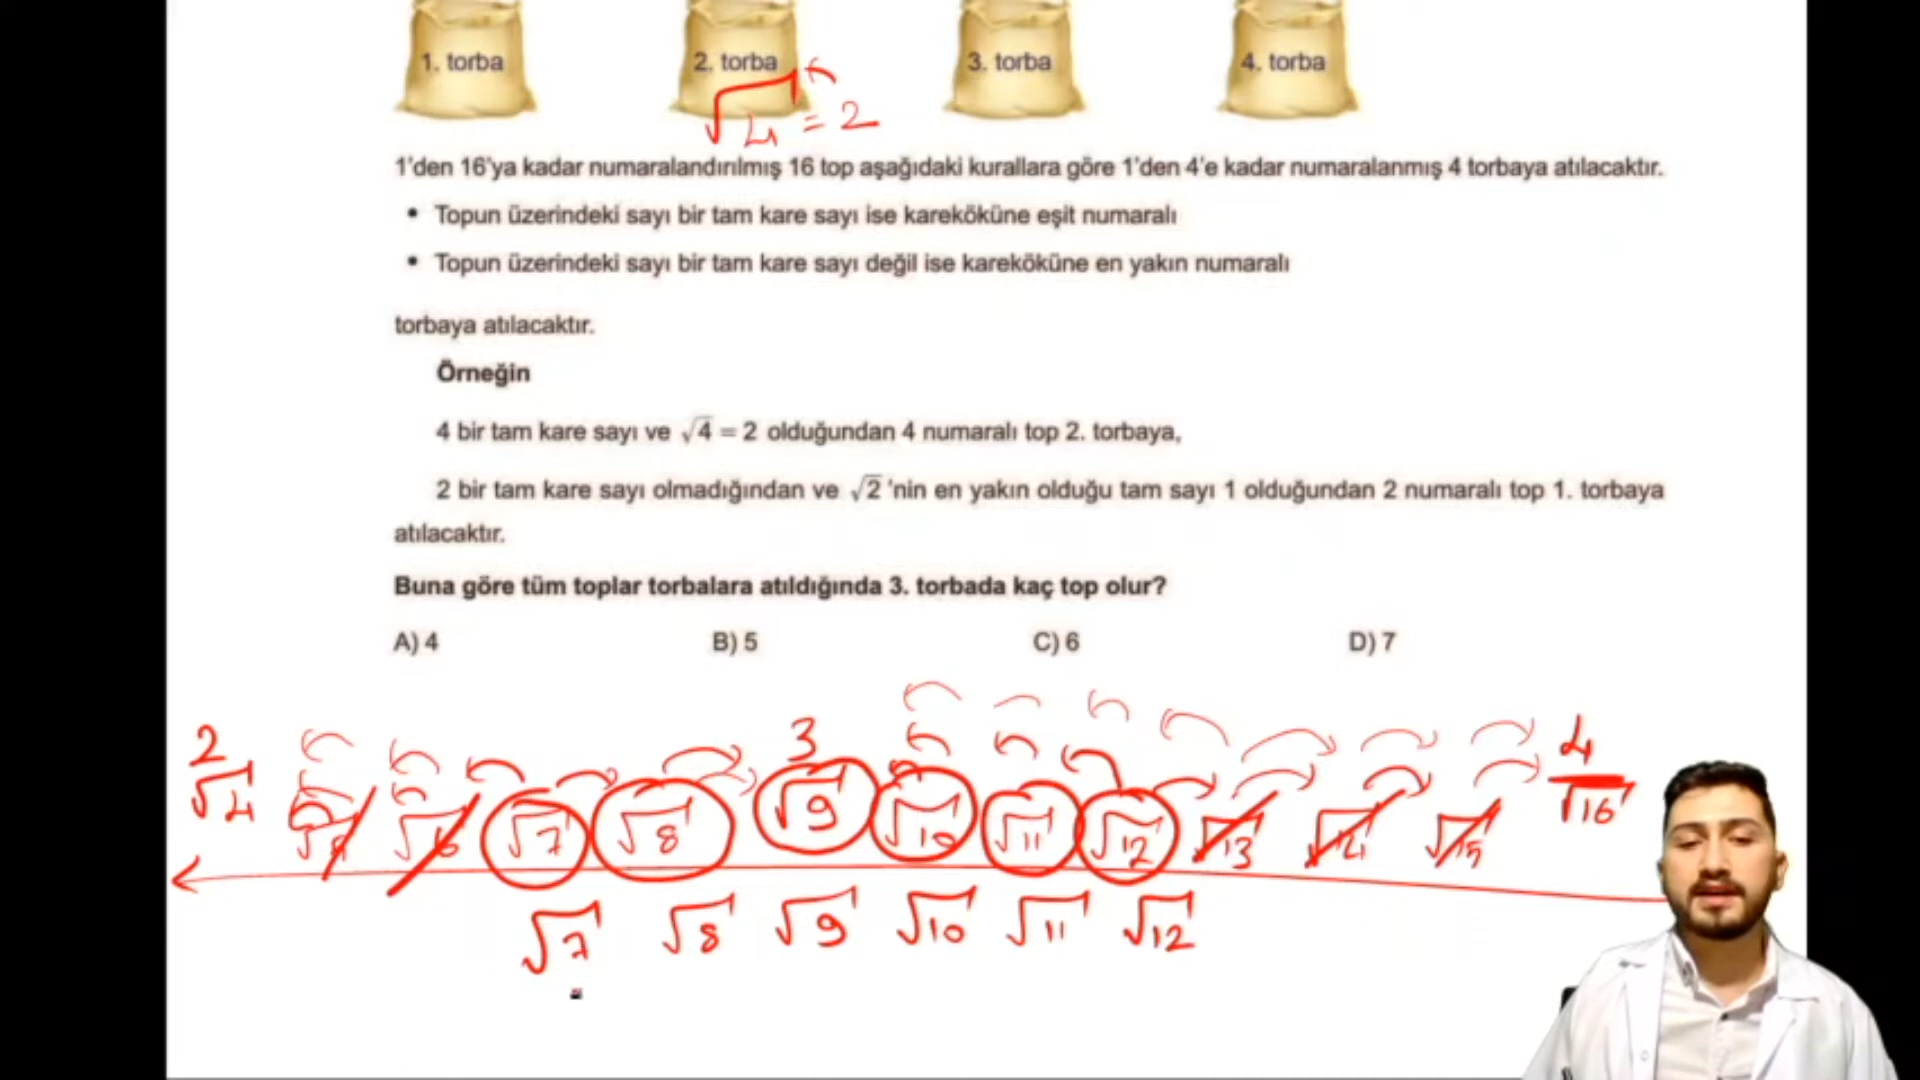 1. torba 2. torba 3. torba 4. torba
√4 = 2
1'den 16'ya kadar numaralandırılmış 16 top aşağıdaki kurallara göre 1'den 4'e kadar numaralanmış 4 torbaya atılacaktır.
• Topun üzerindeki sayı bir tam kare sayı ise kareköküne eşit numaralı
• Topun üzerindeki sayı bir tam kare sayı değil ise kareköküne en yakın numaralı
torbaya atılacaktır.
Örneğin
4 bir tam kare sayı ve √4 = 2 olduğundan 4 numaralı top 2. torbaya,
2 bir tam kare sayı olmadığından ve √2 'nin en yakın olduğu tam sayı 1 olduğundan 2 numaralı top 1. torbaya
atılacaktır.
Buna göre tüm toplar torbalara atıldığında 3. torbada kaç top olur?
A) 4 B) 5 C) 6 D) 7
2 3 4
√4 √5 √6 √7 √8 √9 √10 √11 √12 √13 √14 √15 √16
√7 √8 √9 √10 √11 √12